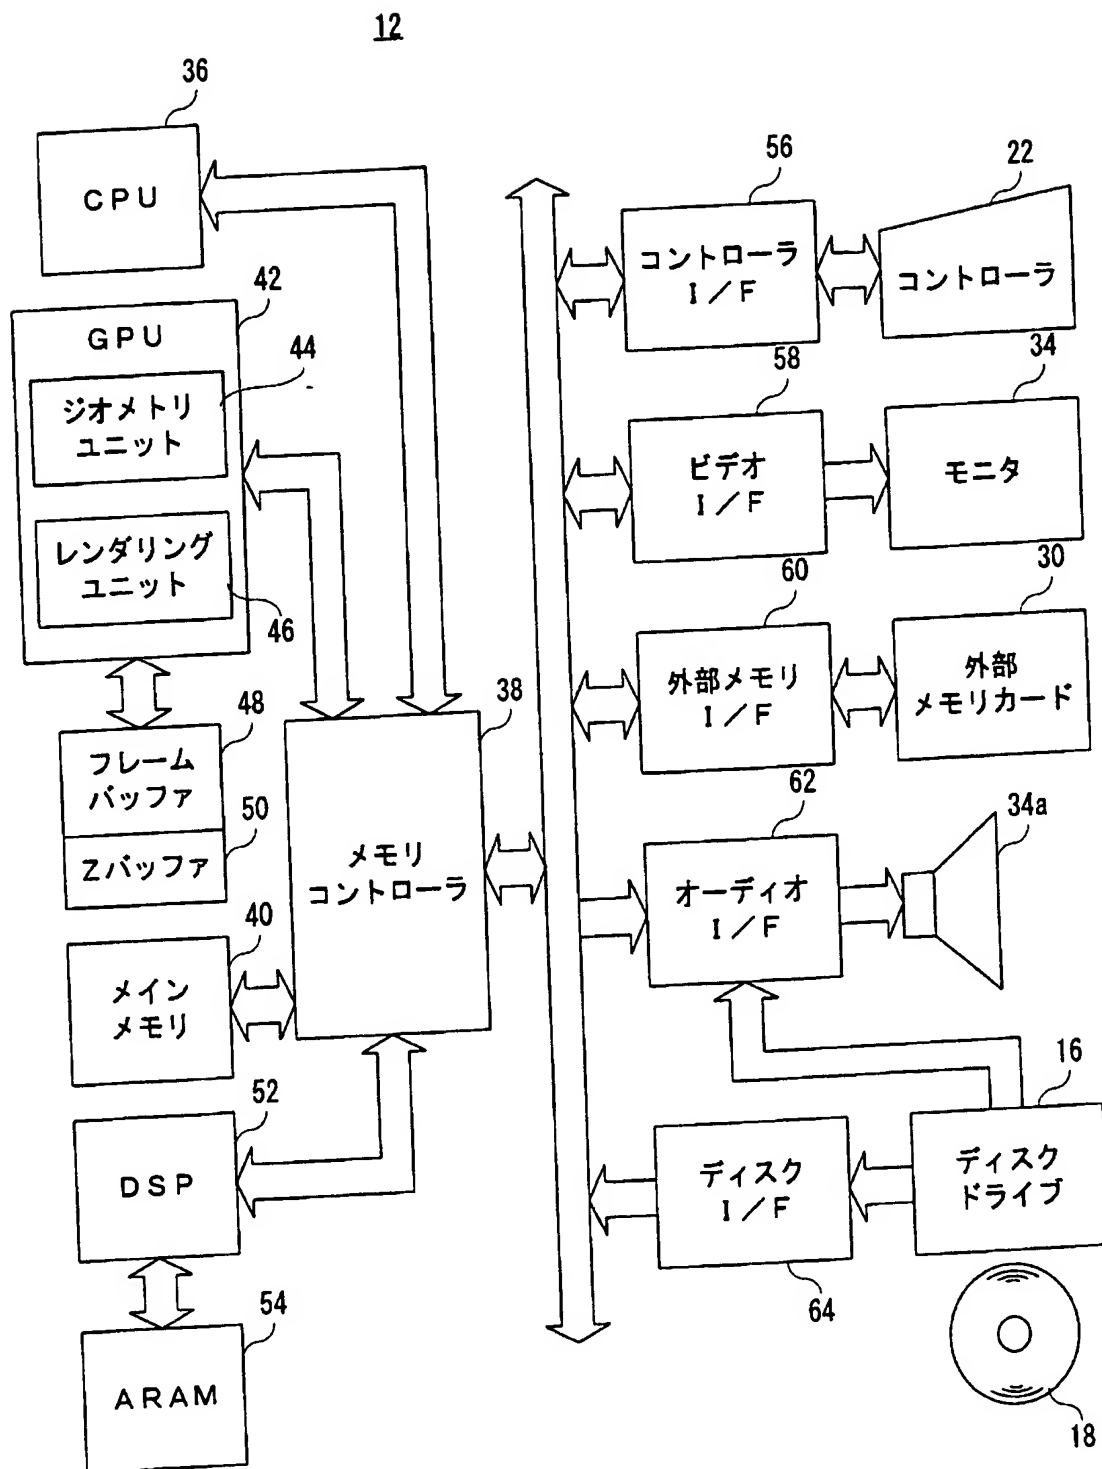 12
36
CPU
42
GPU
44
ジオメトリ
ユニット
レンダリング
ユニット
46
48
フレーム
バッファ
50
Zバッファ
40
メイン
メモリ
52
DSP
54
ARAM
38
メモリ
コントローラ
56
コントローラ
I/F
22
コントローラ
58
ビデオ
I/F
34
モニタ
60
外部メモリ
I/F
30
外部
メモリカード
62
オーディオ
I/F
34a
16
ディスク
ドライブ
ディスク
I/F
64
18